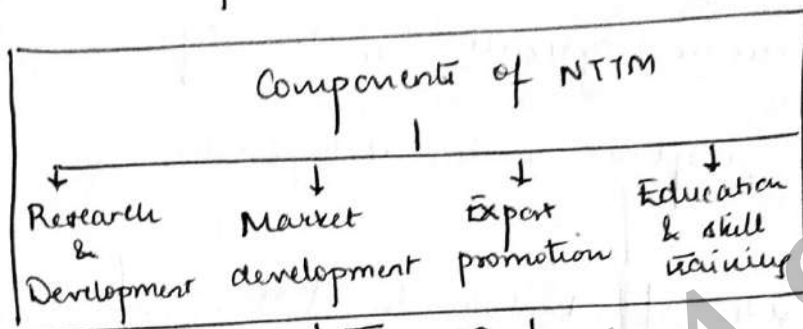 Components of NTTM
Research
&
Development
Market
development
Export
promotion
Education
& skill
training